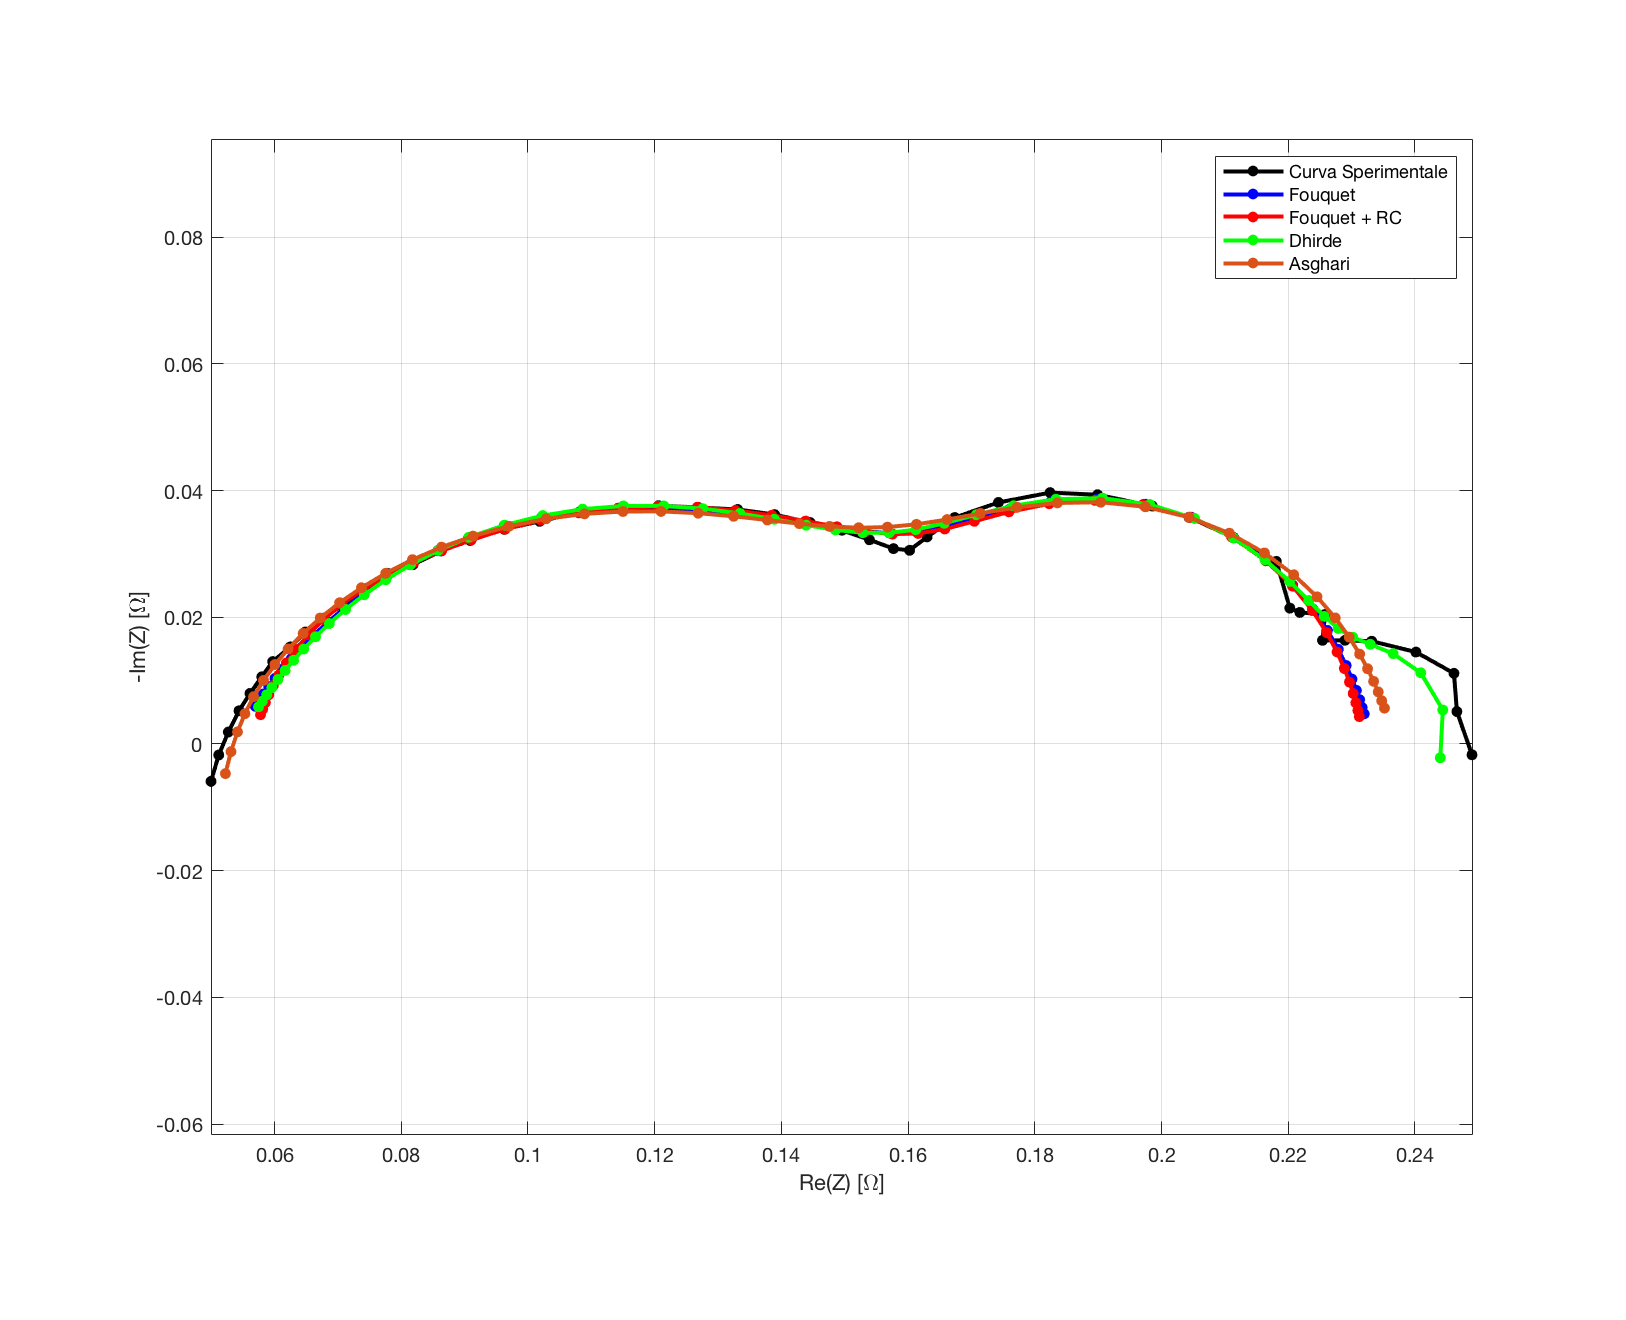 Curva Sperimentale
Fouquet
Fouquet + RC
Dhirde
Asghari
0.08
0.06
0.04
0.02
0
-0.02
-0.04
-0.06
-Im(Z) [Ω]
0.06 0.08 0.1 0.12 0.14 0.16 0.18 0.2 0.22 0.24
Re(Z) [Ω]